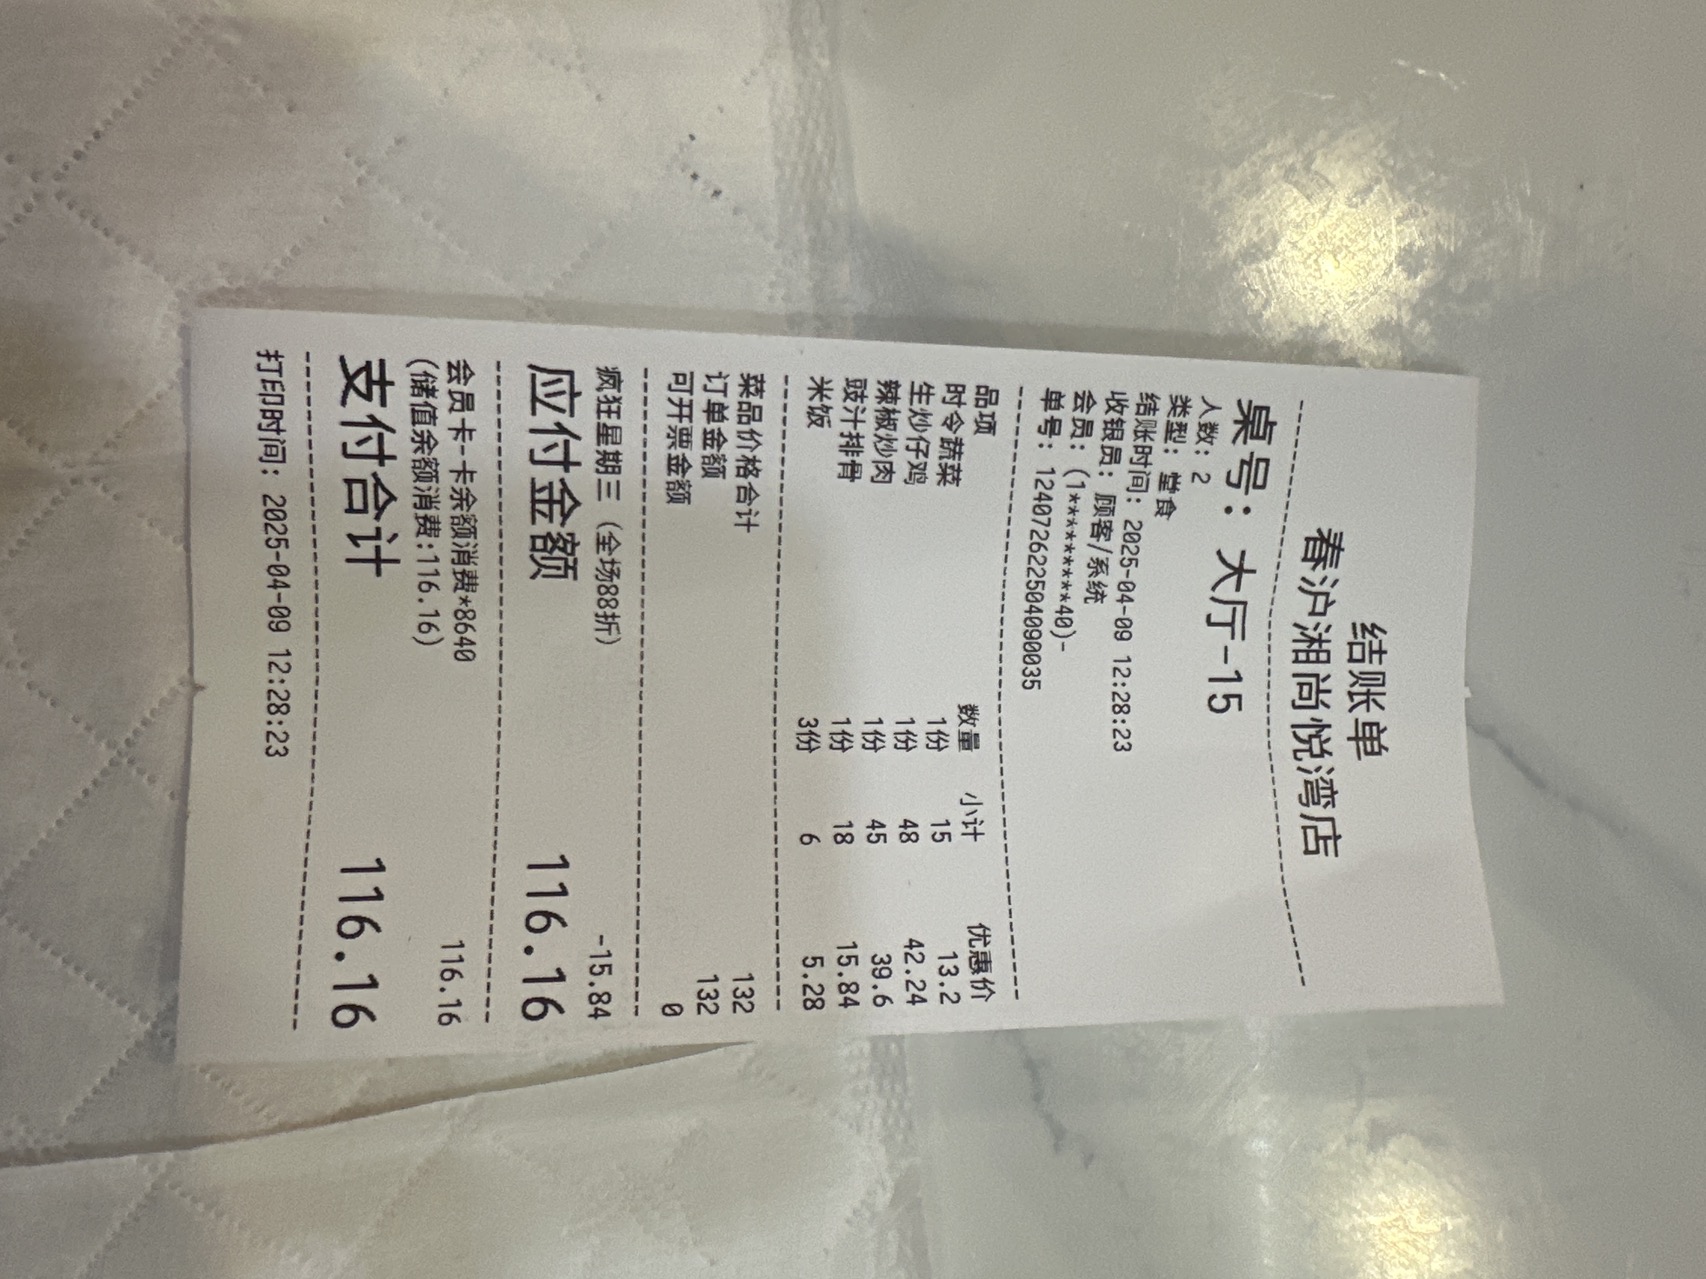 结账单
春沪湘尚悦湾店
桌号：大厅-15
人数：2
类型：堂食
结账时间：2025-04-09 12:28:23
收银员：顾客/系统
会员：(1********40)-
单号：12407262250409 0035
品项 数量 小计 优惠价
时令蔬菜 1份 15 13.2
生炒仔鸡 1份 48 42.24
辣椒炒肉 1份 45 39.6
豉汁排骨 1份 18 15.84
米饭 3份 6 5.28
菜品价格合计 132
订单金额 132
可开票金额 0
疯狂星期三（全场88折） -15.84
应付金额 116.16
会员卡-卡余额消费*8640 116.16
(储值余额消费:116.16)
支付合计 116.16
打印时间：2025-04-09 12:28:23